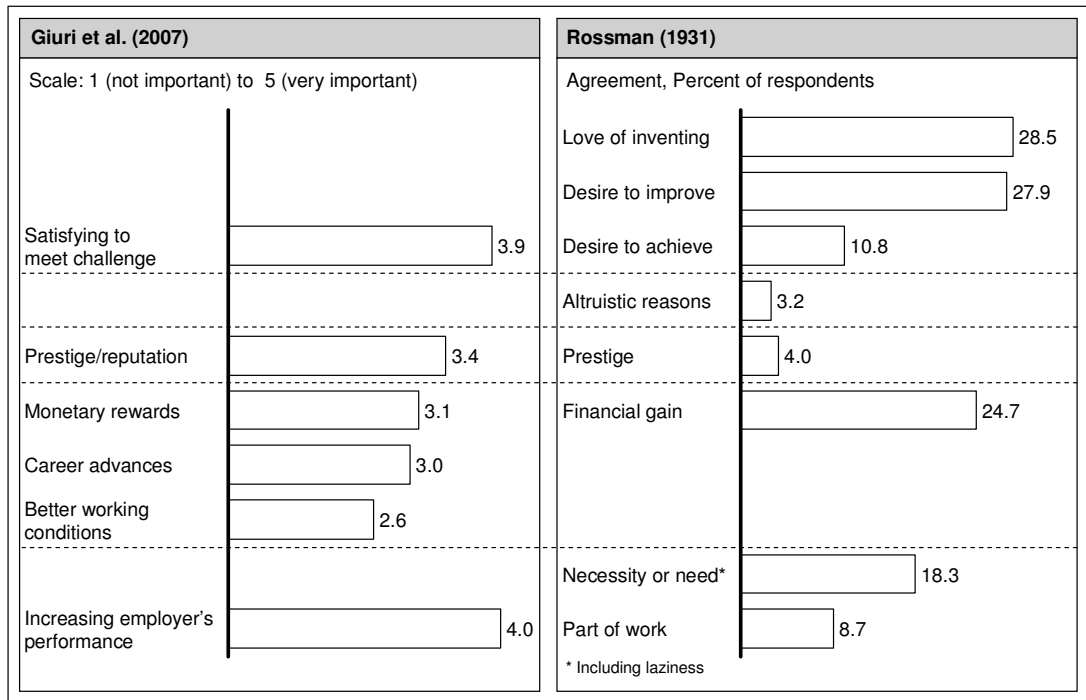 Giuri et al. (2007)
Scale: 1 (not important) to 5 (very important)
Satisfying to
meet challenge
3.9
Prestige/reputation
3.4
Monetary rewards
3.1
Career advances
3.0
Better working
conditions
2.6
Increasing employer's
performance
4.0
Rossman (1931)
Agreement, Percent of respondents
Love of inventing
28.5
Desire to improve
27.9
Desire to achieve
10.8
Altruistic reasons
3.2
Prestige
4.0
Financial gain
24.7
Necessity or need*
18.3
Part of work
8.7
* Including laziness